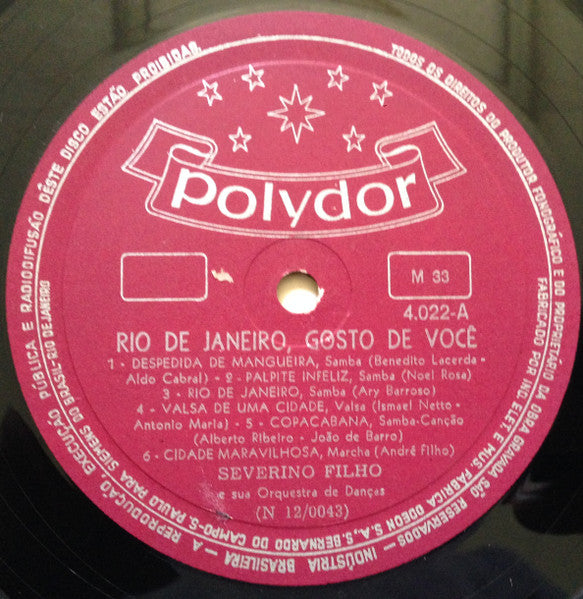 polydor
M 33
4.022-A
RIO DE JANEIRO, GOSTO DE VOCÊ
1 - DESPEDIDA DE MANGUEIRA, Samba (Benedito Lacerda -
Aldo Cabral) - 2 - PALPITE INFELIZ, Samba (Noel Rosa)
3 - RIO DE JANEIRO, Samba (Ary Barroso)
4 - VALSA DE UMA CIDADE, Valsa (Ismael Netto -
Antonio Maria) - 5 - COPACABANA, Samba-Canção
(Alberto Ribeiro - João de Barro)
6 - CIDADE MARAVILHOSA, Marcha (André Filho)
SEVERINO FILHO
e sua Orquestra de Danças
(N 12/0043)
TODOS OS DIREITOS DO PRODUTOR FONOGRÁFICO E DO PROPRIETÁRIO DA OBRA GRAVADA SÃO RESERVADOS - INDÚSTRIA BRASILEIRA - A REPRODUÇÃO, EXECUÇÃO PÚBLICA E RADIODIFUSÃO DÊSTE DISCO ESTÃO PROIBIDAS.
FABRICADO POR IND. ELET. E MUS. FABRICA ODEON S.A., S. BERNARDO DO CAMPO-S. PAULO PARA SIEMENS DO BRASIL-RIO DE JANEIRO